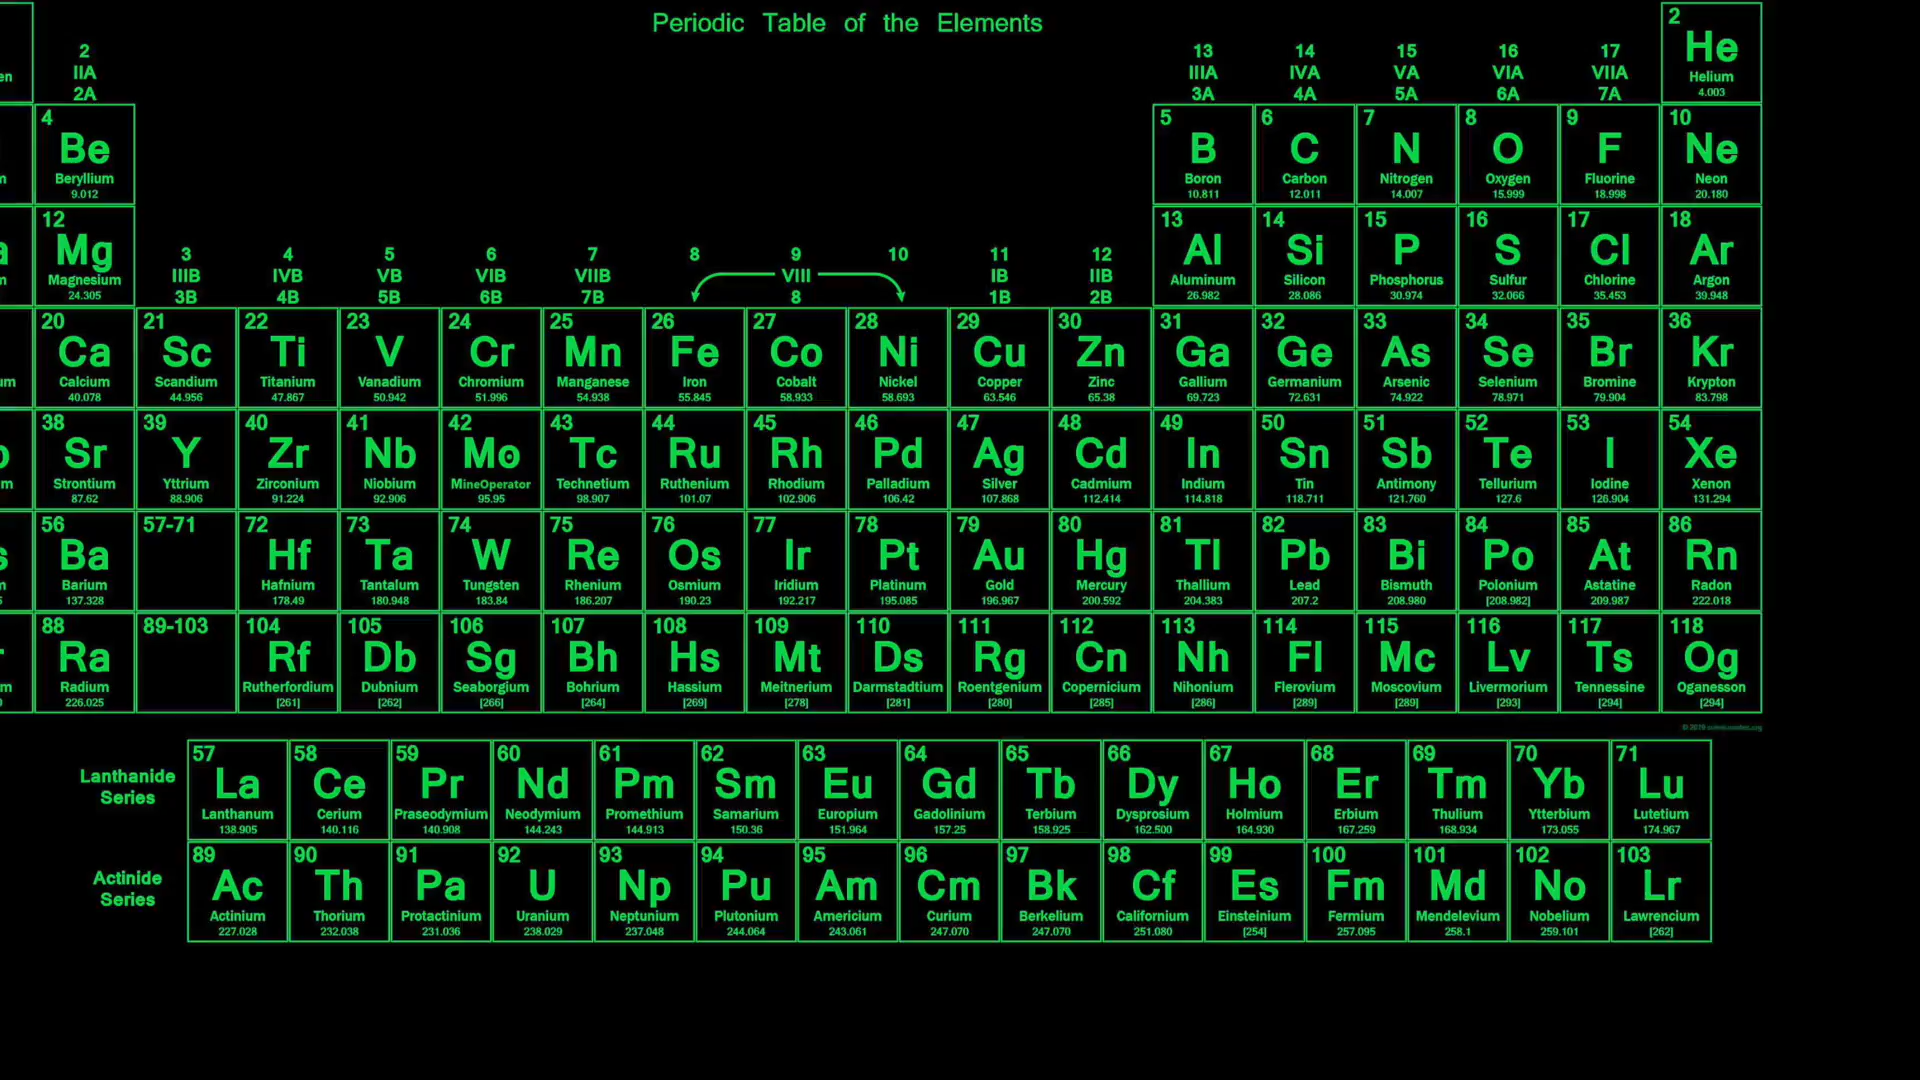 Periodic Table of the Elements
2 IIA 2A
13 IIIA 3A
14 IVA 4A
15 VA 5A
16 VIA 6A
17 VIIA 7A
2 He Helium 4.003
4 Be Beryllium 9.012
5 B Boron 10.811
6 C Carbon 12.011
7 N Nitrogen 14.007
8 O Oxygen 15.999
9 F Fluorine 18.998
10 Ne Neon 20.180
12 Mg Magnesium 24.305
3 IIIB 3B
4 IVB 4B
5 VB 5B
6 VIB 6B
7 VIIB 7B
8 9 10
VIII
8
11 IB 1B
12 IIB 2B
13 Al Aluminum 26.982
14 Si Silicon 28.086
15 P Phosphorus 30.974
16 S Sulfur 32.066
17 Cl Chlorine 35.453
18 Ar Argon 39.948
20 Ca Calcium 40.078
21 Sc Scandium 44.956
22 Ti Titanium 47.867
23 V Vanadium 50.942
24 Cr Chromium 51.996
25 Mn Manganese 54.938
26 Fe Iron 55.845
27 Co Cobalt 58.933
28 Ni Nickel 58.693
29 Cu Copper 63.546
30 Zn Zinc 65.38
31 Ga Gallium 69.723
32 Ge Germanium 72.631
33 As Arsenic 74.922
34 Se Selenium 78.971
35 Br Bromine 79.904
36 Kr Krypton 83.798
38 Sr Strontium 87.62
39 Y Yttrium 88.906
40 Zr Zirconium 91.224
41 Nb Niobium 92.906
42 Mo MineOperator 95.95
43 Tc Technetium 98.907
44 Ru Ruthenium 101.07
45 Rh Rhodium 102.906
46 Pd Palladium 106.42
47 Ag Silver 107.868
48 Cd Cadmium 112.414
49 In Indium 114.818
50 Sn Tin 118.711
51 Sb Antimony 121.760
52 Te Tellurium 127.6
53 I Iodine 126.904
54 Xe Xenon 131.294
56 Ba Barium 137.328
57-71
72 Hf Hafnium 178.49
73 Ta Tantalum 180.948
74 W Tungsten 183.84
75 Re Rhenium 186.207
76 Os Osmium 190.23
77 Ir Iridium 192.217
78 Pt Platinum 195.085
79 Au Gold 196.967
80 Hg Mercury 200.592
81 Tl Thallium 204.383
82 Pb Lead 207.2
83 Bi Bismuth 208.980
84 Po Polonium [208.982]
85 At Astatine 209.987
86 Rn Radon 222.018
88 Ra Radium 226.025
89-103
104 Rf Rutherfordium [261]
105 Db Dubnium [262]
106 Sg Seaborgium [266]
107 Bh Bohrium [264]
108 Hs Hassium [269]
109 Mt Meitnerium [278]
110 Ds Darmstadtium [281]
111 Rg Roentgenium [280]
112 Cn Copernicium [285]
113 Nh Nihonium [286]
114 Fl Flerovium [289]
115 Mc Moscovium [289]
116 Lv Livermorium [293]
117 Ts Tennessine [294]
118 Og Oganesson [294]
Lanthanide
Series
57 La Lanthanum 138.905
58 Ce Cerium 140.116
59 Pr Praseodymium 140.908
60 Nd Neodymium 144.243
61 Pm Promethium 144.913
62 Sm Samarium 150.36
63 Eu Europium 151.964
64 Gd Gadolinium 157.25
65 Tb Terbium 158.925
66 Dy Dysprosium 162.500
67 Ho Holmium 164.930
68 Er Erbium 167.259
69 Tm Thulium 168.934
70 Yb Ytterbium 173.055
71 Lu Lutetium 174.967
Actinide
Series
89 Ac Actinium 227.028
90 Th Thorium 232.038
91 Pa Protactinium 231.036
92 U Uranium 238.029
93 Np Neptunium 237.048
94 Pu Plutonium 244.064
95 Am Americium 243.061
96 Cm Curium 247.070
97 Bk Berkelium 247.070
98 Cf Californium 251.080
99 Es Einsteinium [254]
100 Fm Fermium 257.095
101 Md Mendelevium 258.1
102 No Nobelium 259.101
103 Lr Lawrencium [262]